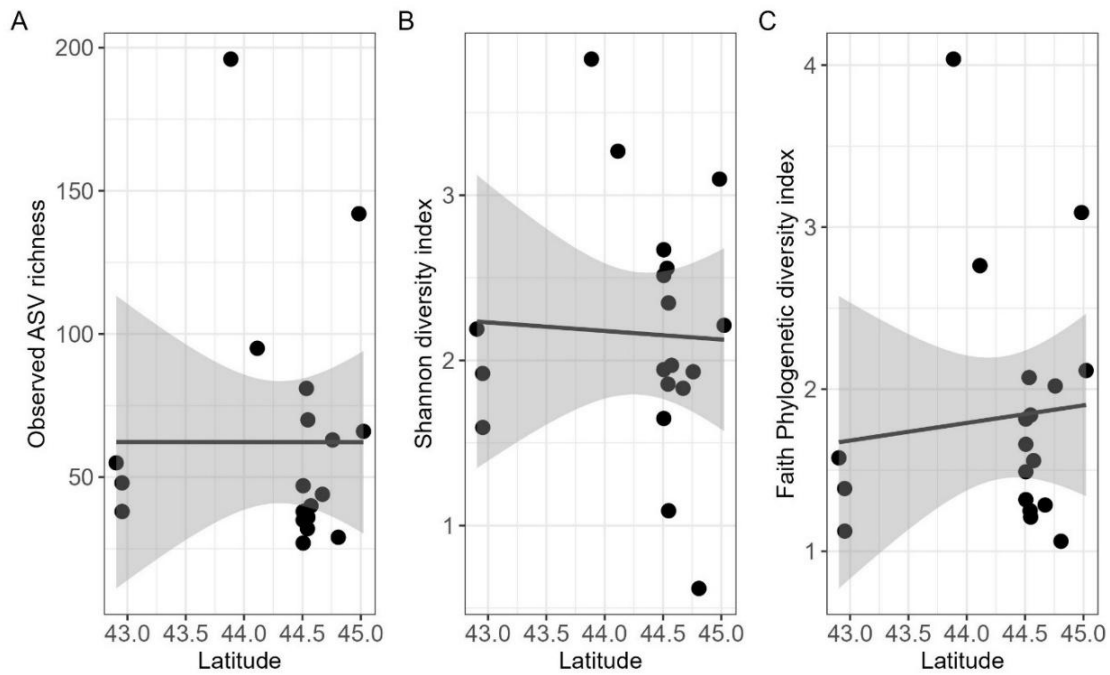 A
Observed ASV richness
200
150
100
50
43.0 43.5 44.0 44.5 45.0
Latitude
B
Shannon diversity index
3
2
1
43.0 43.5 44.0 44.5 45.0
Latitude
C
Faith Phylogenetic diversity index
4
3
2
1
43.0 43.5 44.0 44.5 45.0
Latitude